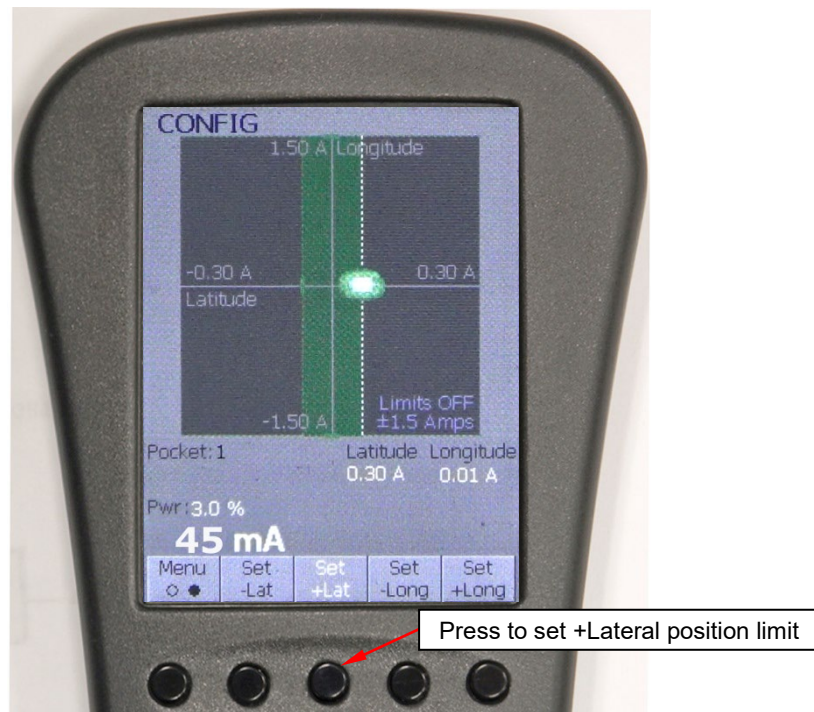 CONFIG
1.50 A Longitude
-0.30 A 0.30 A
Latitude
Limits OFF
-1.50 A ±1.5 Amps
Pocket: 1 Latitude Longitude
0.30 A 0.01 A
Pwr: 3.0 %
45 mA
Menu Set Set Set Set
-Lat +Lat -Long +Long
Press to set +Lateral position limit